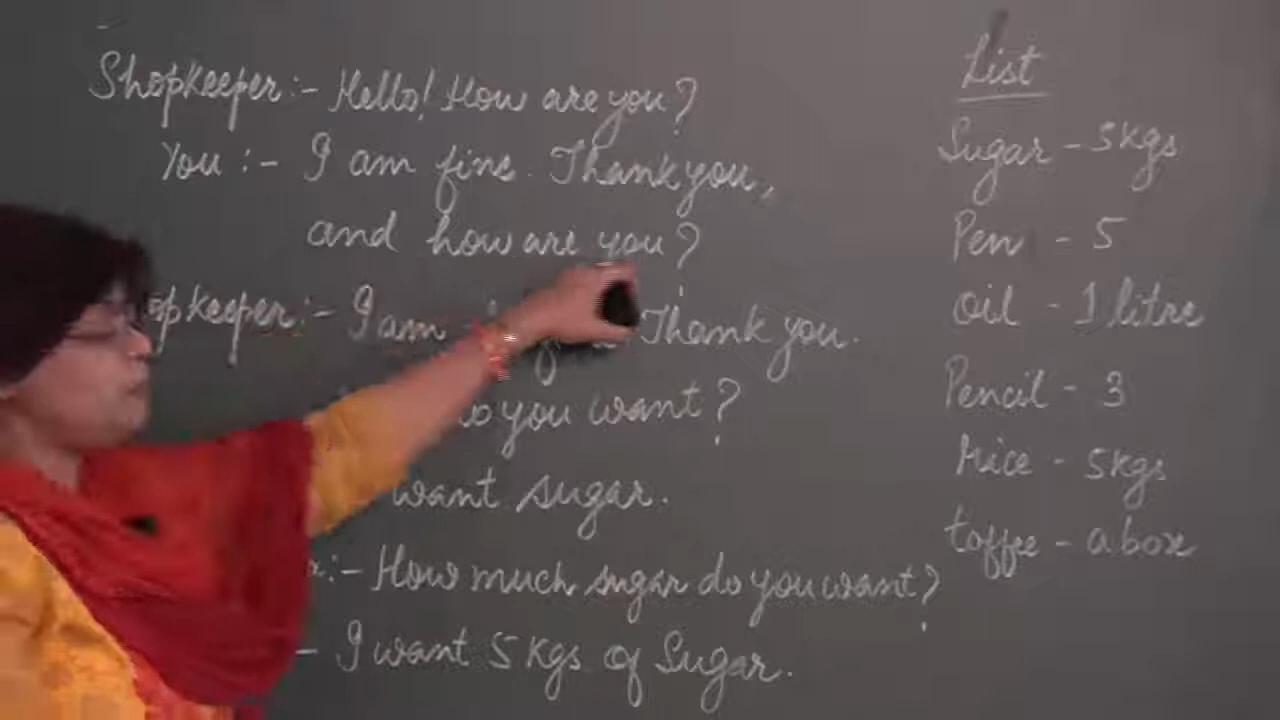 Shopkeeper:- Hello! How are you?
You:- I am fine. Thank you,
and how are you?
opkeeper:- I am Thank you.
you want?
want sugar.
:- How much sugar do you want?
- I want 5 Kgs of Sugar.
List
Sugar - 5kgs
Pen - 5
oil - 1 litre
Pencil - 3
Rice - 5kgs
toffee - a box